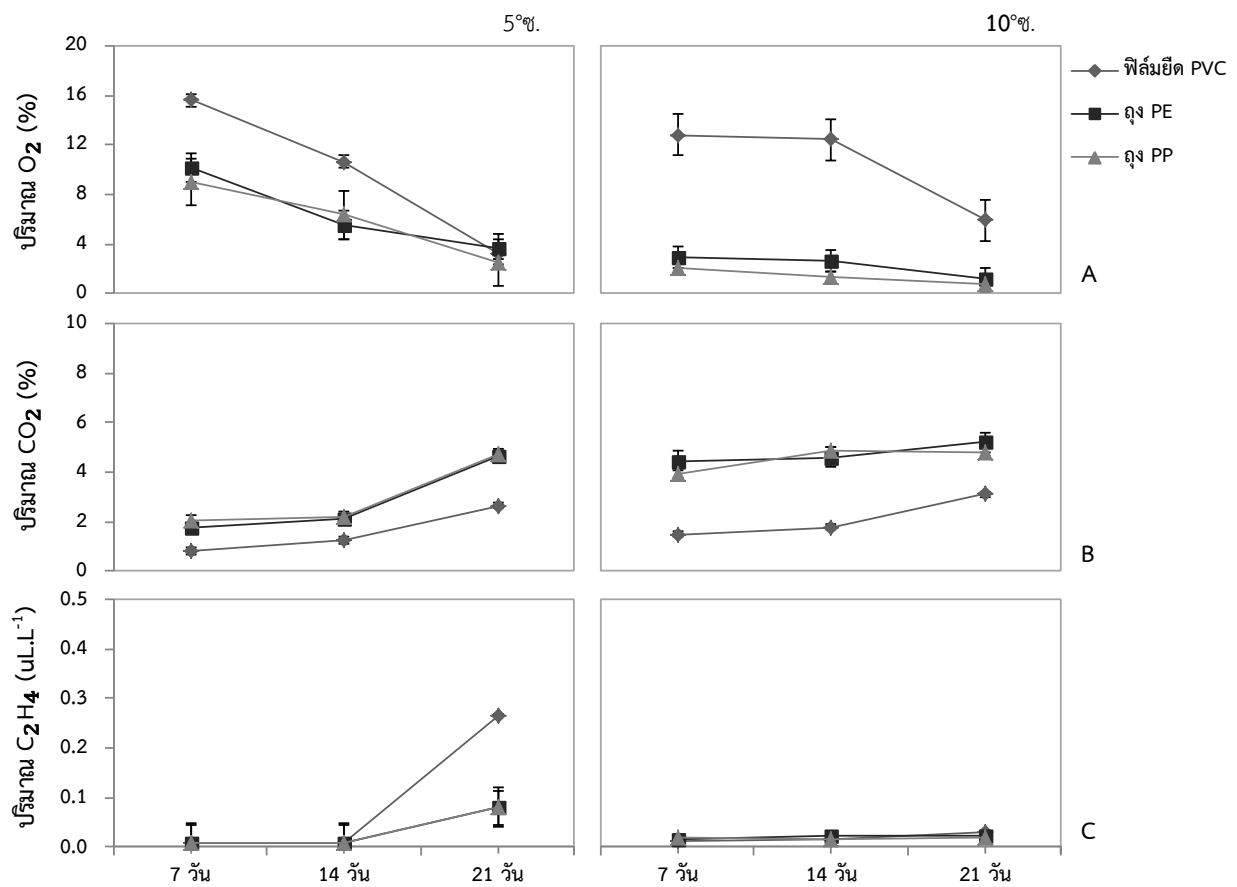 5°ซ.
10°ซ.
ฟิล์มยืด PVC
ถุง PE
ถุง PP
ปริมาณ O2 (%)
20
16
12
8
4
0
A
ปริมาณ CO2 (%)
10
8
6
4
2
0
B
ปริมาณ C2H4 (uL.L-1)
0.5
0.4
0.3
0.2
0.1
0.0
C
7 วัน 14 วัน 21 วัน 7 วัน 14 วัน 21 วัน